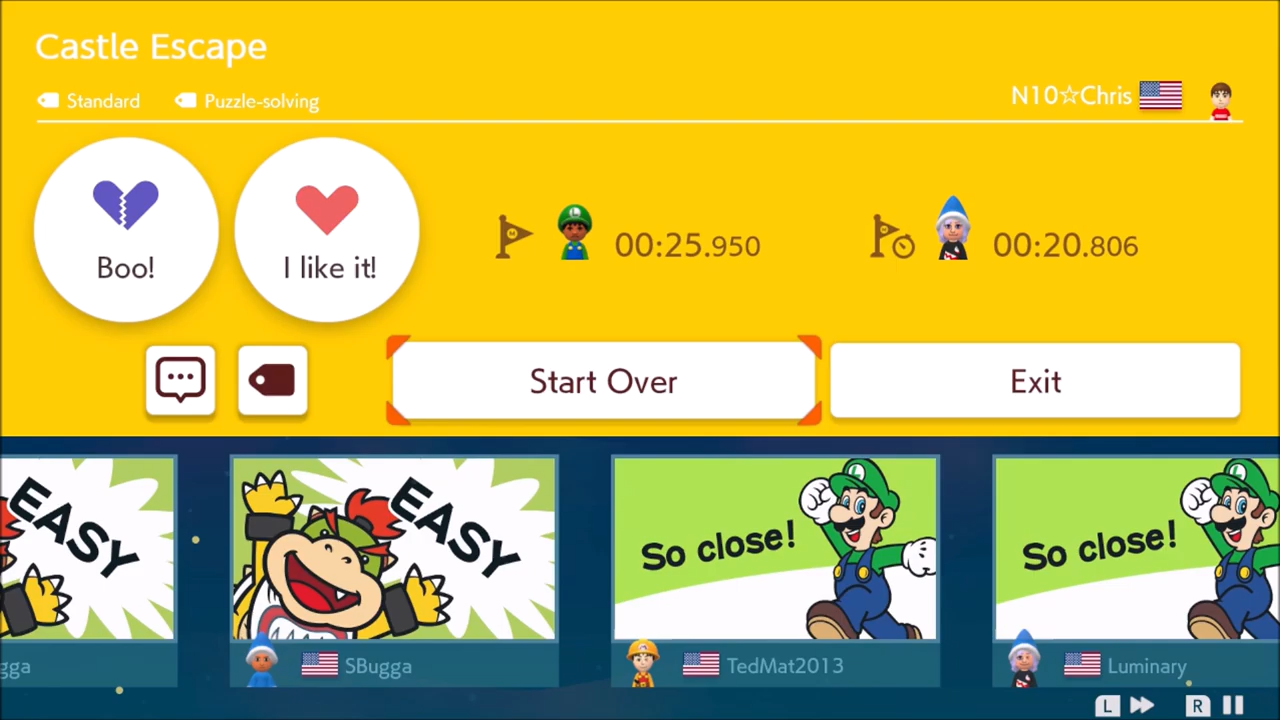 Castle Escape
Standard Puzzle-solving
N10☆Chris
Boo!
I like it!
00:25.950
00:20.806
Start Over
Exit
EASY
EASY
So close!
So close!
gga
SBugga
TedMat2013
Luminary
L
R